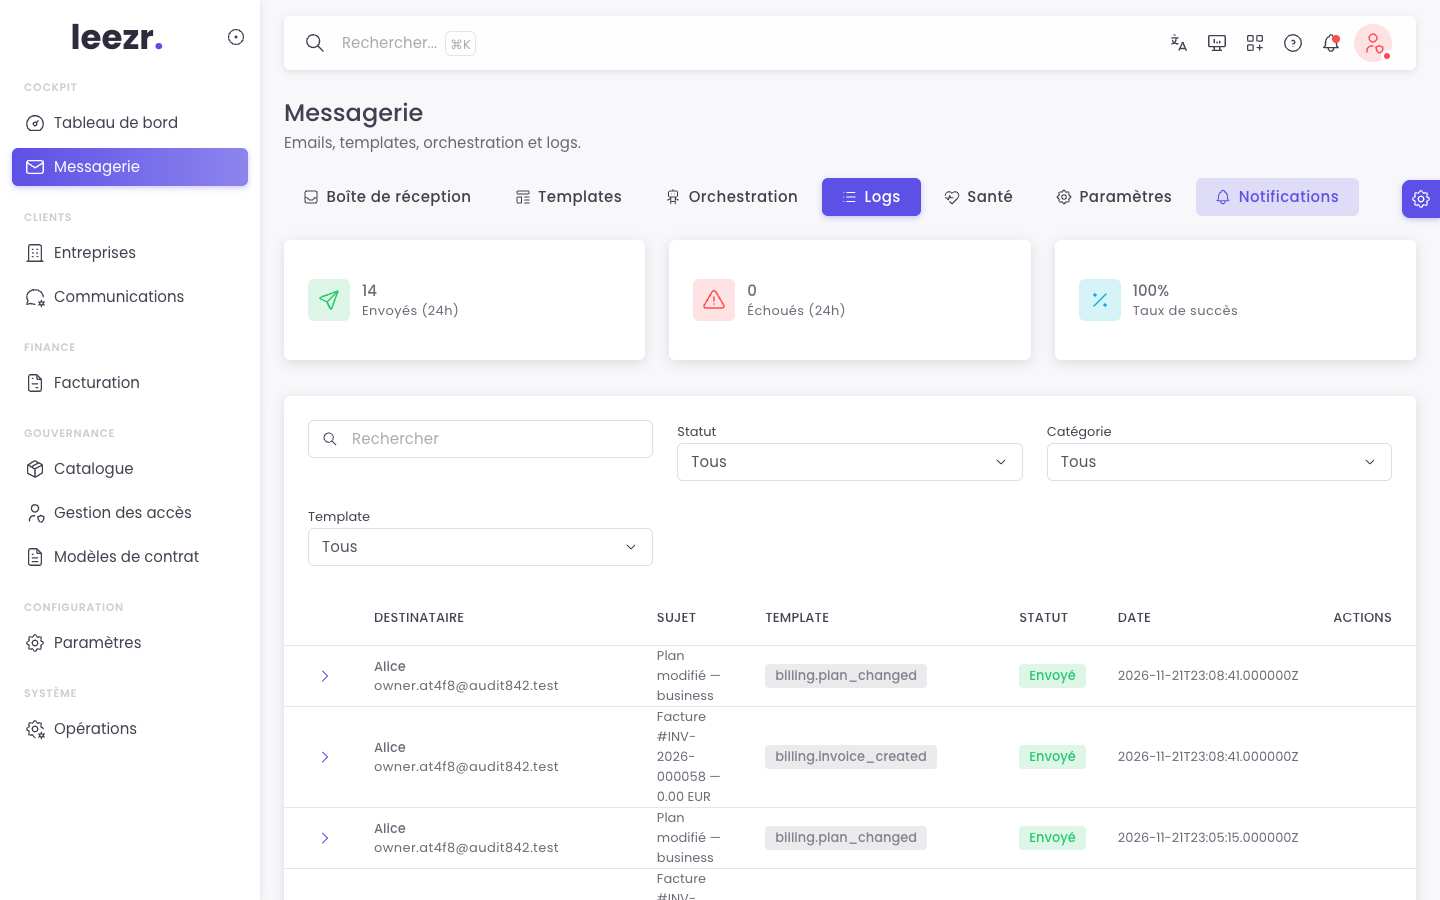 leezr.
Rechercher... ⌘K
COCKPIT
Tableau de bord
Messagerie
CLIENTS
Entreprises
Communications
FINANCE
Facturation
GOUVERNANCE
Catalogue
Gestion des accès
Modèles de contrat
CONFIGURATION
Paramètres
SYSTÈME
Opérations
Messagerie
Emails, templates, orchestration et logs.
Boîte de réception
Templates
Orchestration
Logs
Santé
Paramètres
Notifications
14
Envoyés (24h)
0
Échoués (24h)
100%
Taux de succès
Rechercher
Statut
Tous
Catégorie
Tous
Template
Tous
DESTINATAIRE SUJET TEMPLATE STATUT DATE ACTIONS
Alice
owner.at4f8@audit842.test
Plan
modifié —
business
billing.plan_changed
Envoyé
2026-11-21T23:08:41.000000Z
Alice
owner.at4f8@audit842.test
Facture
#INV-
2026-
000058 —
0.00 EUR
billing.invoice_created
Envoyé
2026-11-21T23:08:41.000000Z
Alice
owner.at4f8@audit842.test
Plan
modifié —
business
billing.plan_changed
Envoyé
2026-11-21T23:05:15.000000Z
Facture
#INV-